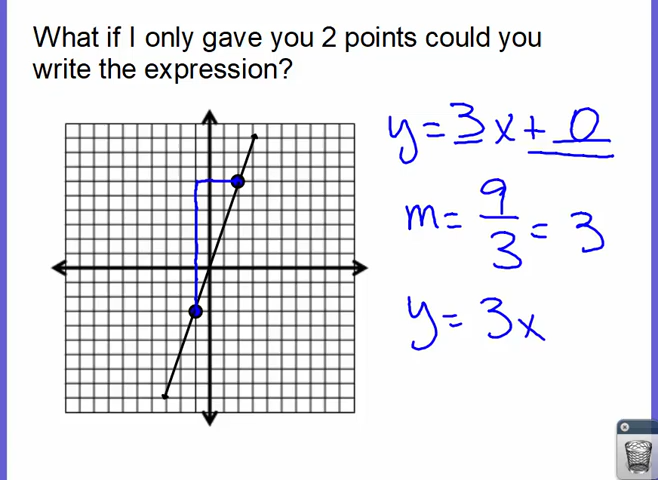 What if I only gave you 2 points could you
write the expression?
y = 3x + 0
m = 9/3 = 3
y = 3x